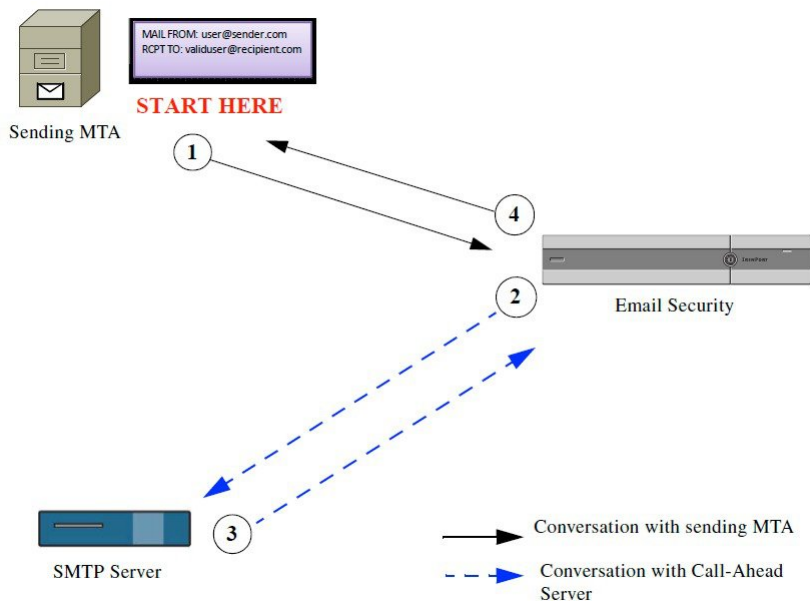 MAIL FROM: user@sender.com
RCPT TO: validuser@recipient.com
START HERE
Sending MTA
1
4
IRONPORT
2
Email Security
3
SMTP Server
Conversation with sending MTA
Conversation with Call-Ahead
Server